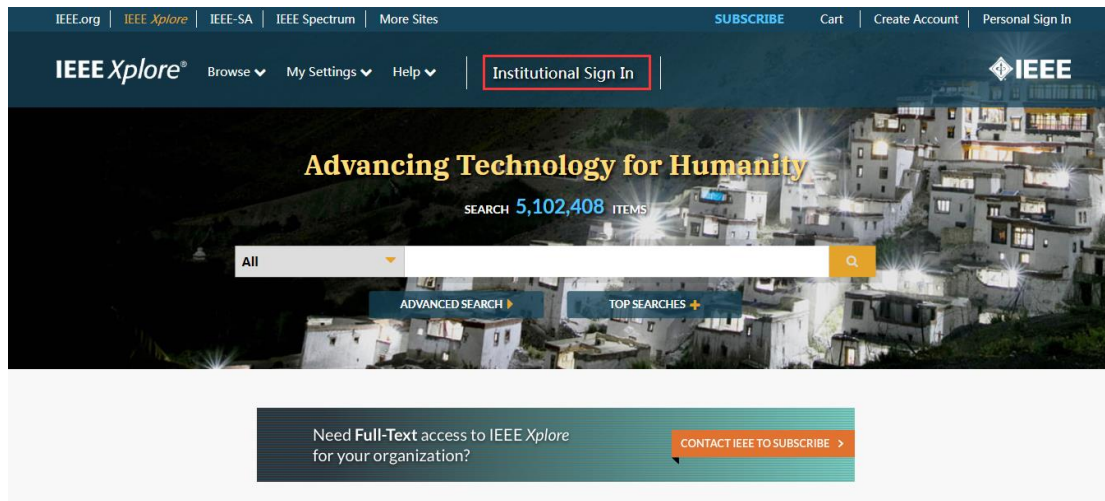 IEEE.org IEEE Xplore IEEE-SA IEEE Spectrum More Sites SUBSCRIBE Cart Create Account Personal Sign In
IEEE Xplore® Browse My Settings Help Institutional Sign In IEEE
Advancing Technology for Humanity
SEARCH 5,102,408 ITEMS
All
ADVANCED SEARCH TOP SEARCHES
Need Full-Text access to IEEE Xplore
for your organization?
CONTACT IEEE TO SUBSCRIBE >